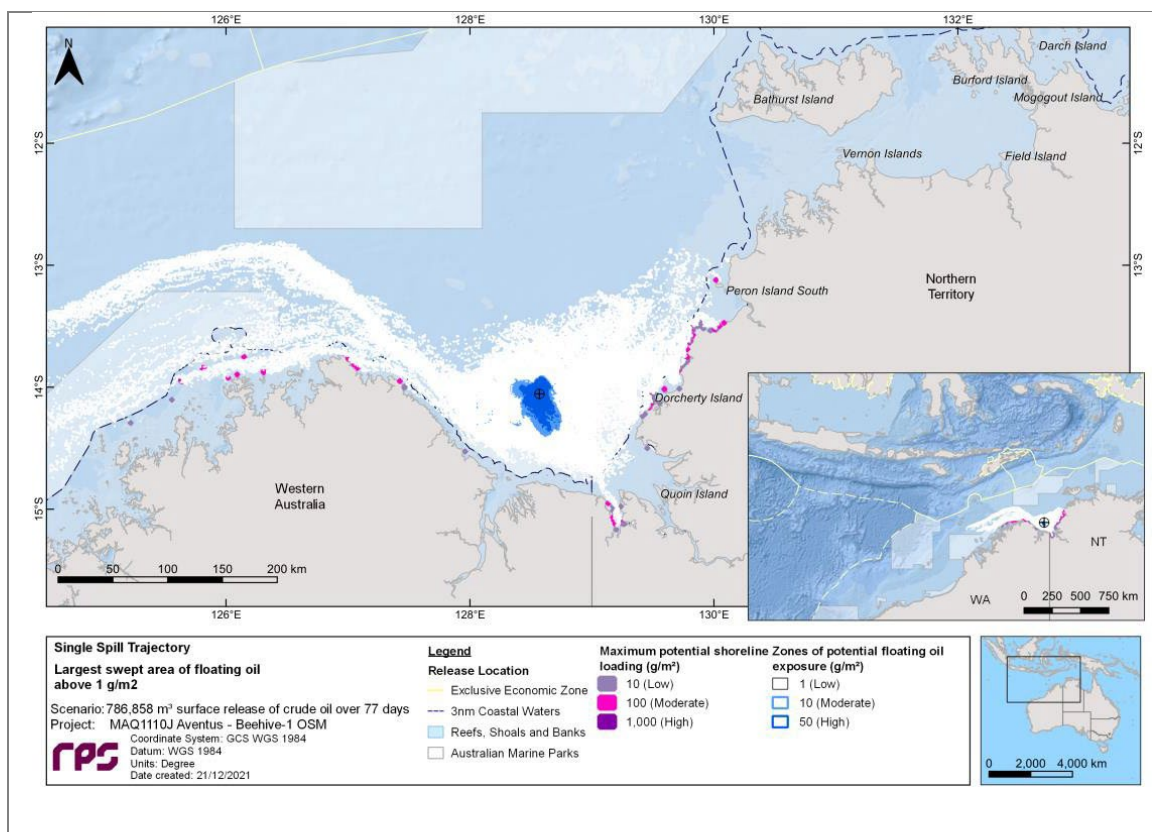 126°E
128°E
130°E
132°E
N
Darch Island
Burford Island
Bathurst Island
Mogogout Island
12°S
12°S
Vernon Islands
Field Island
13°S
13°S
Peron Island South
Northern
Territory
14°S
Dorcherty Island
Western
Australia
Quoin Island
15°S
0 50 100 150 200 km
126°E
128°E
130°E
NT
WA
0 250 500 750 km
Single Spill Trajectory
Largest swept area of floating oil
above 1 g/m2
Scenario: 786,858 m³ surface release of crude oil over 77 days
Project: MAQ1110J Aventus - Beehive-1 OSM
Coordinate System: GCS WGS 1984
Datum: WGS 1984
Units: Degree
Date created: 21/12/2021
rps
Legend
Release Location
Exclusive Economic Zone
3nm Coastal Waters
Reefs, Shoals and Banks
Australian Marine Parks
Maximum potential shoreline
loading (g/m²)
10 (Low)
100 (Moderate)
1,000 (High)
Zones of potential floating oil
exposure (g/m²)
1 (Low)
10 (Moderate)
50 (High)
0 2,000 4,000 km